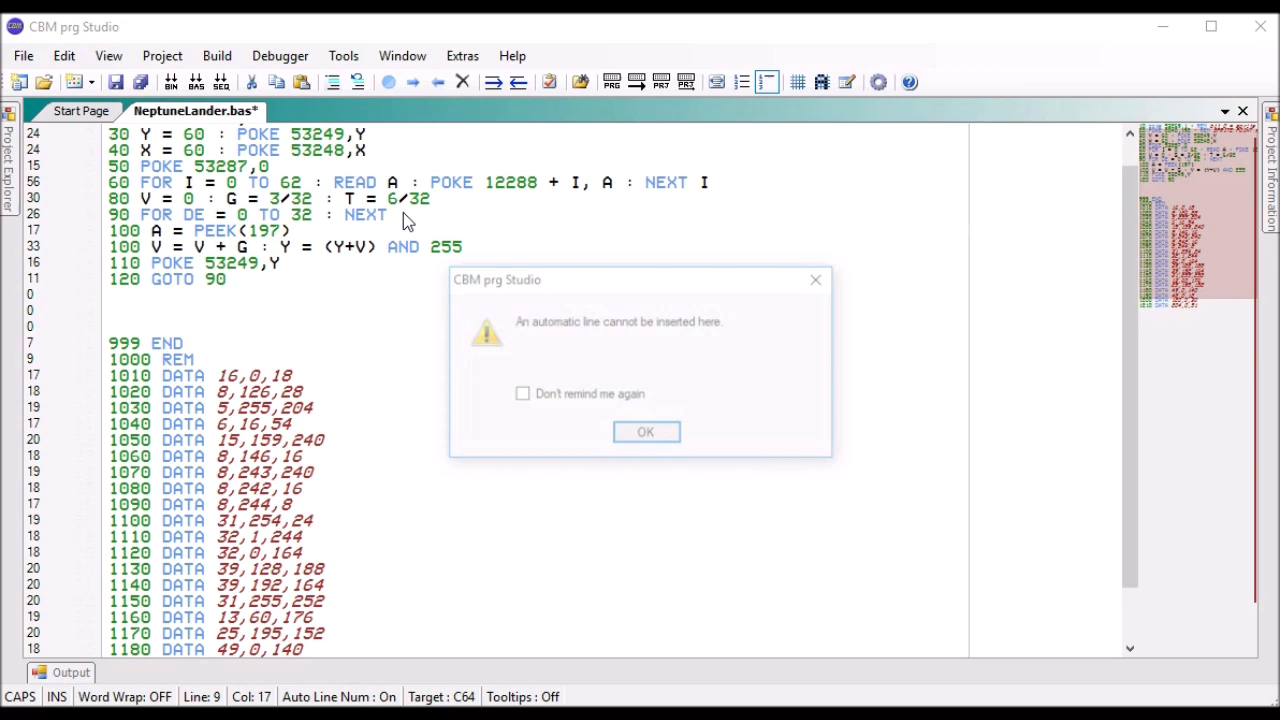 CBM prg Studio
File Edit View Project Build Debugger Tools Window Extras Help
BIN BAS SEQ PRG PRG PRJ PRJ
Start Page NeptuneLander.bas*
Project Explorer
Project Information
24 30 Y = 60 : POKE 53249,Y
24 40 X = 60 : POKE 53248,X
15 50 POKE 53287,0
56 60 FOR I = 0 TO 62 : READ A : POKE 12288 + I, A : NEXT I
30 80 V = 0 : G = 3/32 : T = 6/32
26 90 FOR DE = 0 TO 32 : NEXT
17 100 A = PEEK(197)
33 100 V = V + G : Y = (Y+V) AND 255
16 110 POKE 53249,Y
11 120 GOTO 90
0
0
0
7 999 END
9 1000 REM
17 1010 DATA 16,0,18
18 1020 DATA 8,126,28
19 1030 DATA 5,255,204
17 1040 DATA 6,16,54
20 1050 DATA 15,159,240
18 1060 DATA 8,146,16
19 1070 DATA 8,243,240
18 1080 DATA 8,242,16
17 1090 DATA 8,244,8
19 1100 DATA 31,254,24
18 1110 DATA 32,1,244
18 1120 DATA 32,0,164
20 1130 DATA 39,128,188
20 1140 DATA 39,192,164
20 1150 DATA 31,255,252
19 1160 DATA 13,60,176
20 1170 DATA 25,195,152
18 1180 DATA 49,0,140
CBM prg Studio
An automatic line cannot be inserted here.
Don't remind me again
OK
Output
CAPS INS Word Wrap: OFF Line: 9 Col: 17 Auto Line Num : On Target : C64 Tooltips : Off